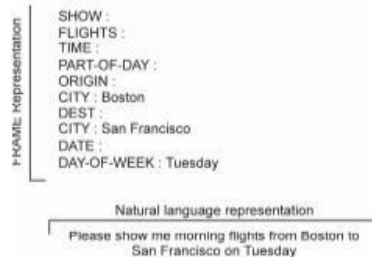 FRAME Representation
SHOW :
FLIGHTS :
TIME :
PART-OF-DAY :
ORIGIN :
CITY : Boston
DEST :
CITY : San Francisco
DATE :
DAY-OF-WEEK : Tuesday
Natural language representation
Please show me morning flights from Boston to
San Francisco on Tuesday